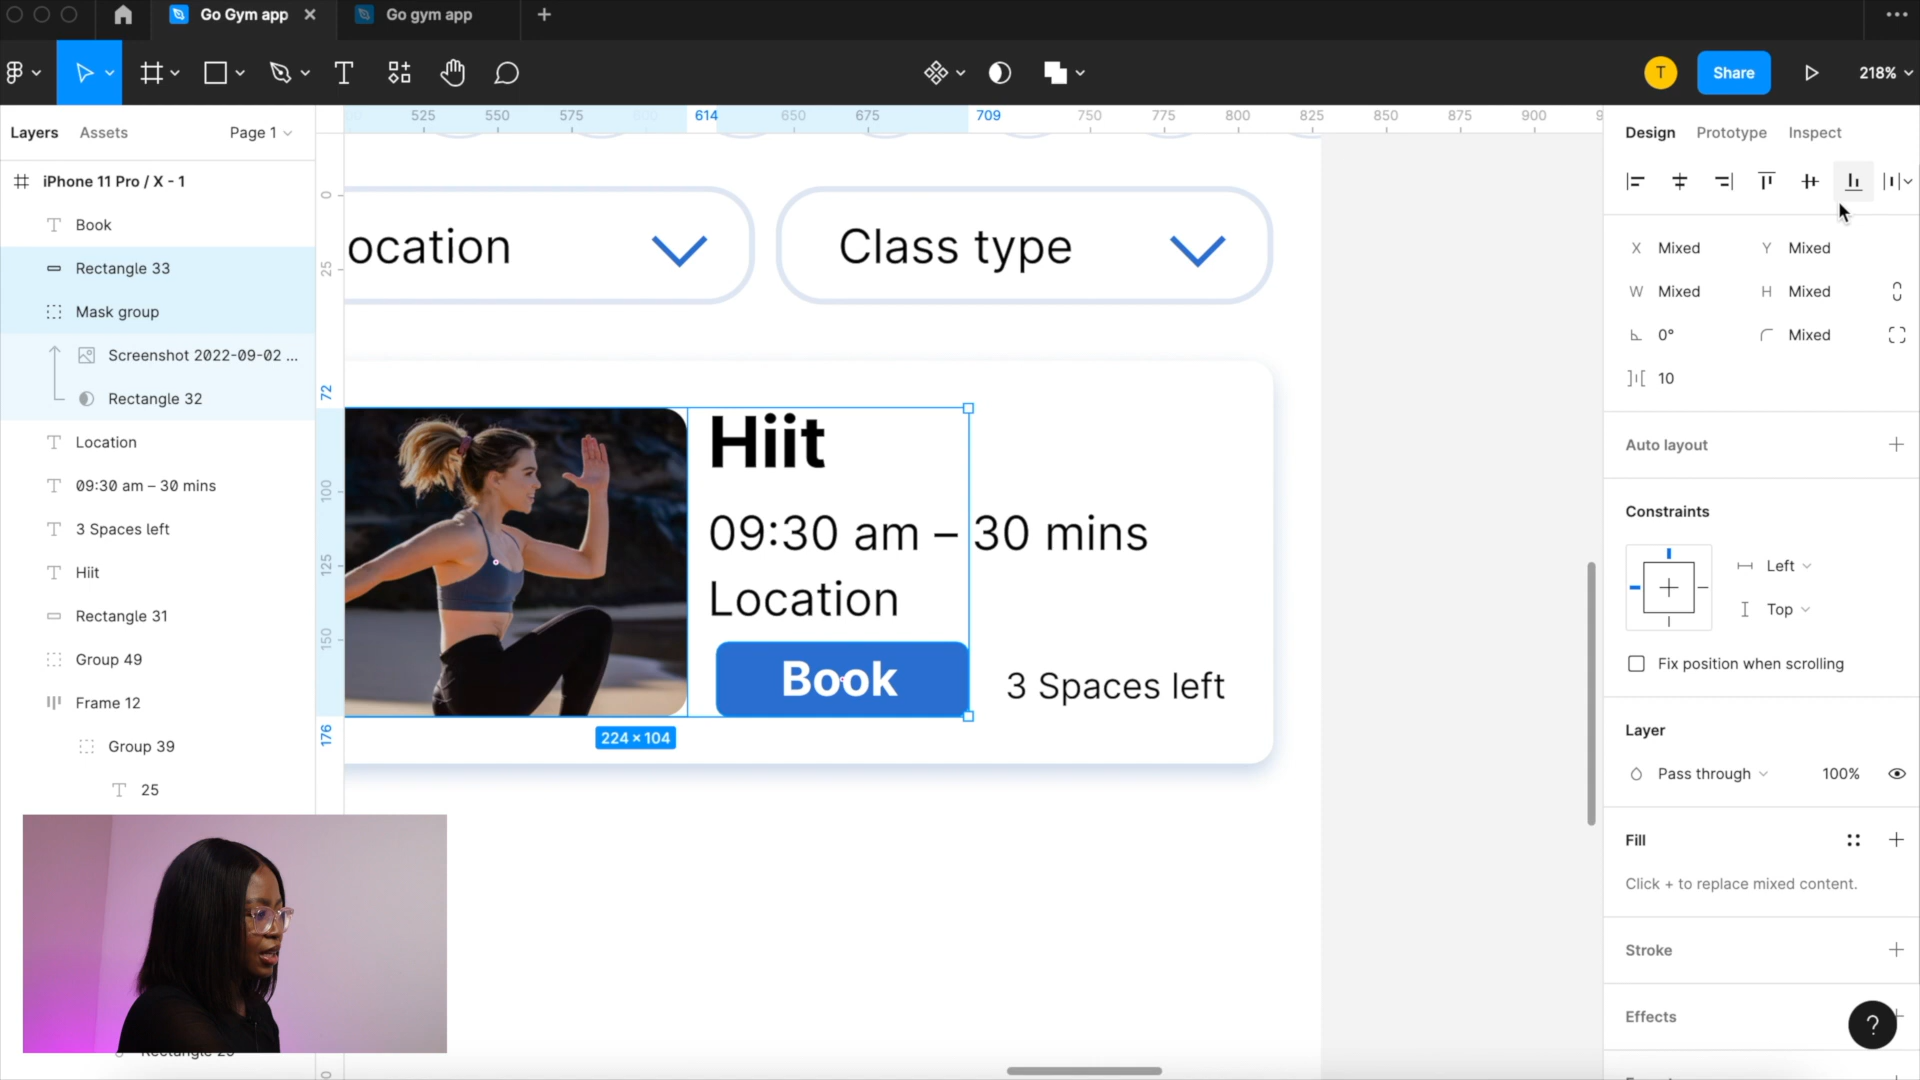 Go Gym app
Go gym app
T
Share
218%
Layers
Assets
Page 1
525
550
575
600
614
650
675
709
750
775
800
825
850
875
900
Design
Prototype
Inspect
iPhone 11 Pro / X - 1
Book
Rectangle 33
Mask group
Screenshot 2022-09-02 ...
Rectangle 32
Location
09:30 am – 30 mins
3 Spaces left
Hiit
Rectangle 31
Group 49
Frame 12
Group 39
25
0
25
72
100
125
150
176
ocation
Class type
Hiit
09:30 am – 30 mins
Location
Book
3 Spaces left
224 × 104
X Mixed
Y Mixed
W Mixed
H Mixed
0°
Mixed
10
Auto layout
Constraints
Left
Top
Fix position when scrolling
Layer
Pass through
100%
Fill
Click + to replace mixed content.
Stroke
Effects
?